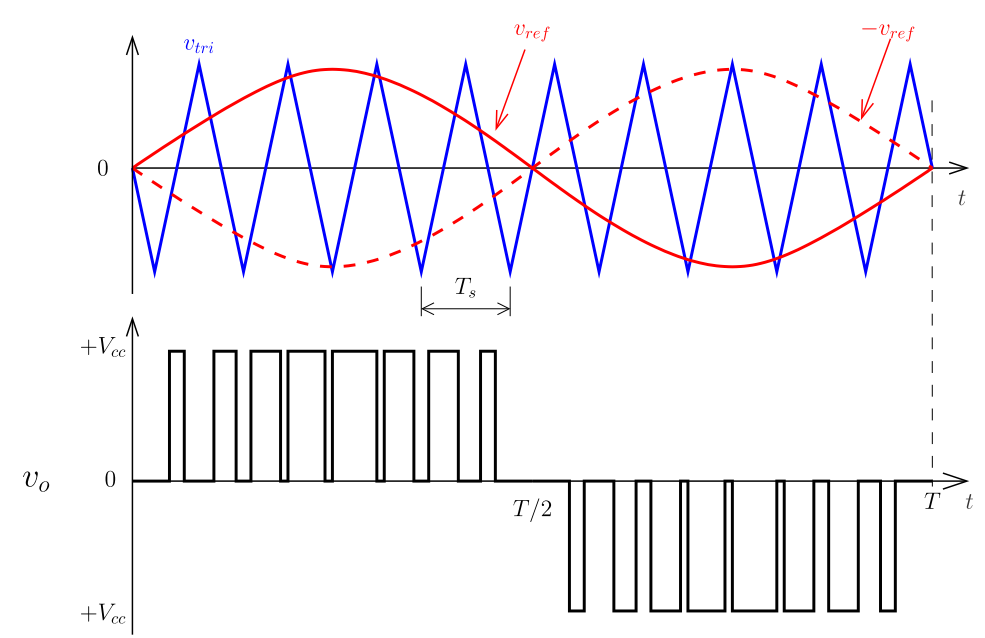 v_tri
v_ref
−v_ref
0
t
T_s
+V_cc
v_o
0
T/2
T
t
+V_cc